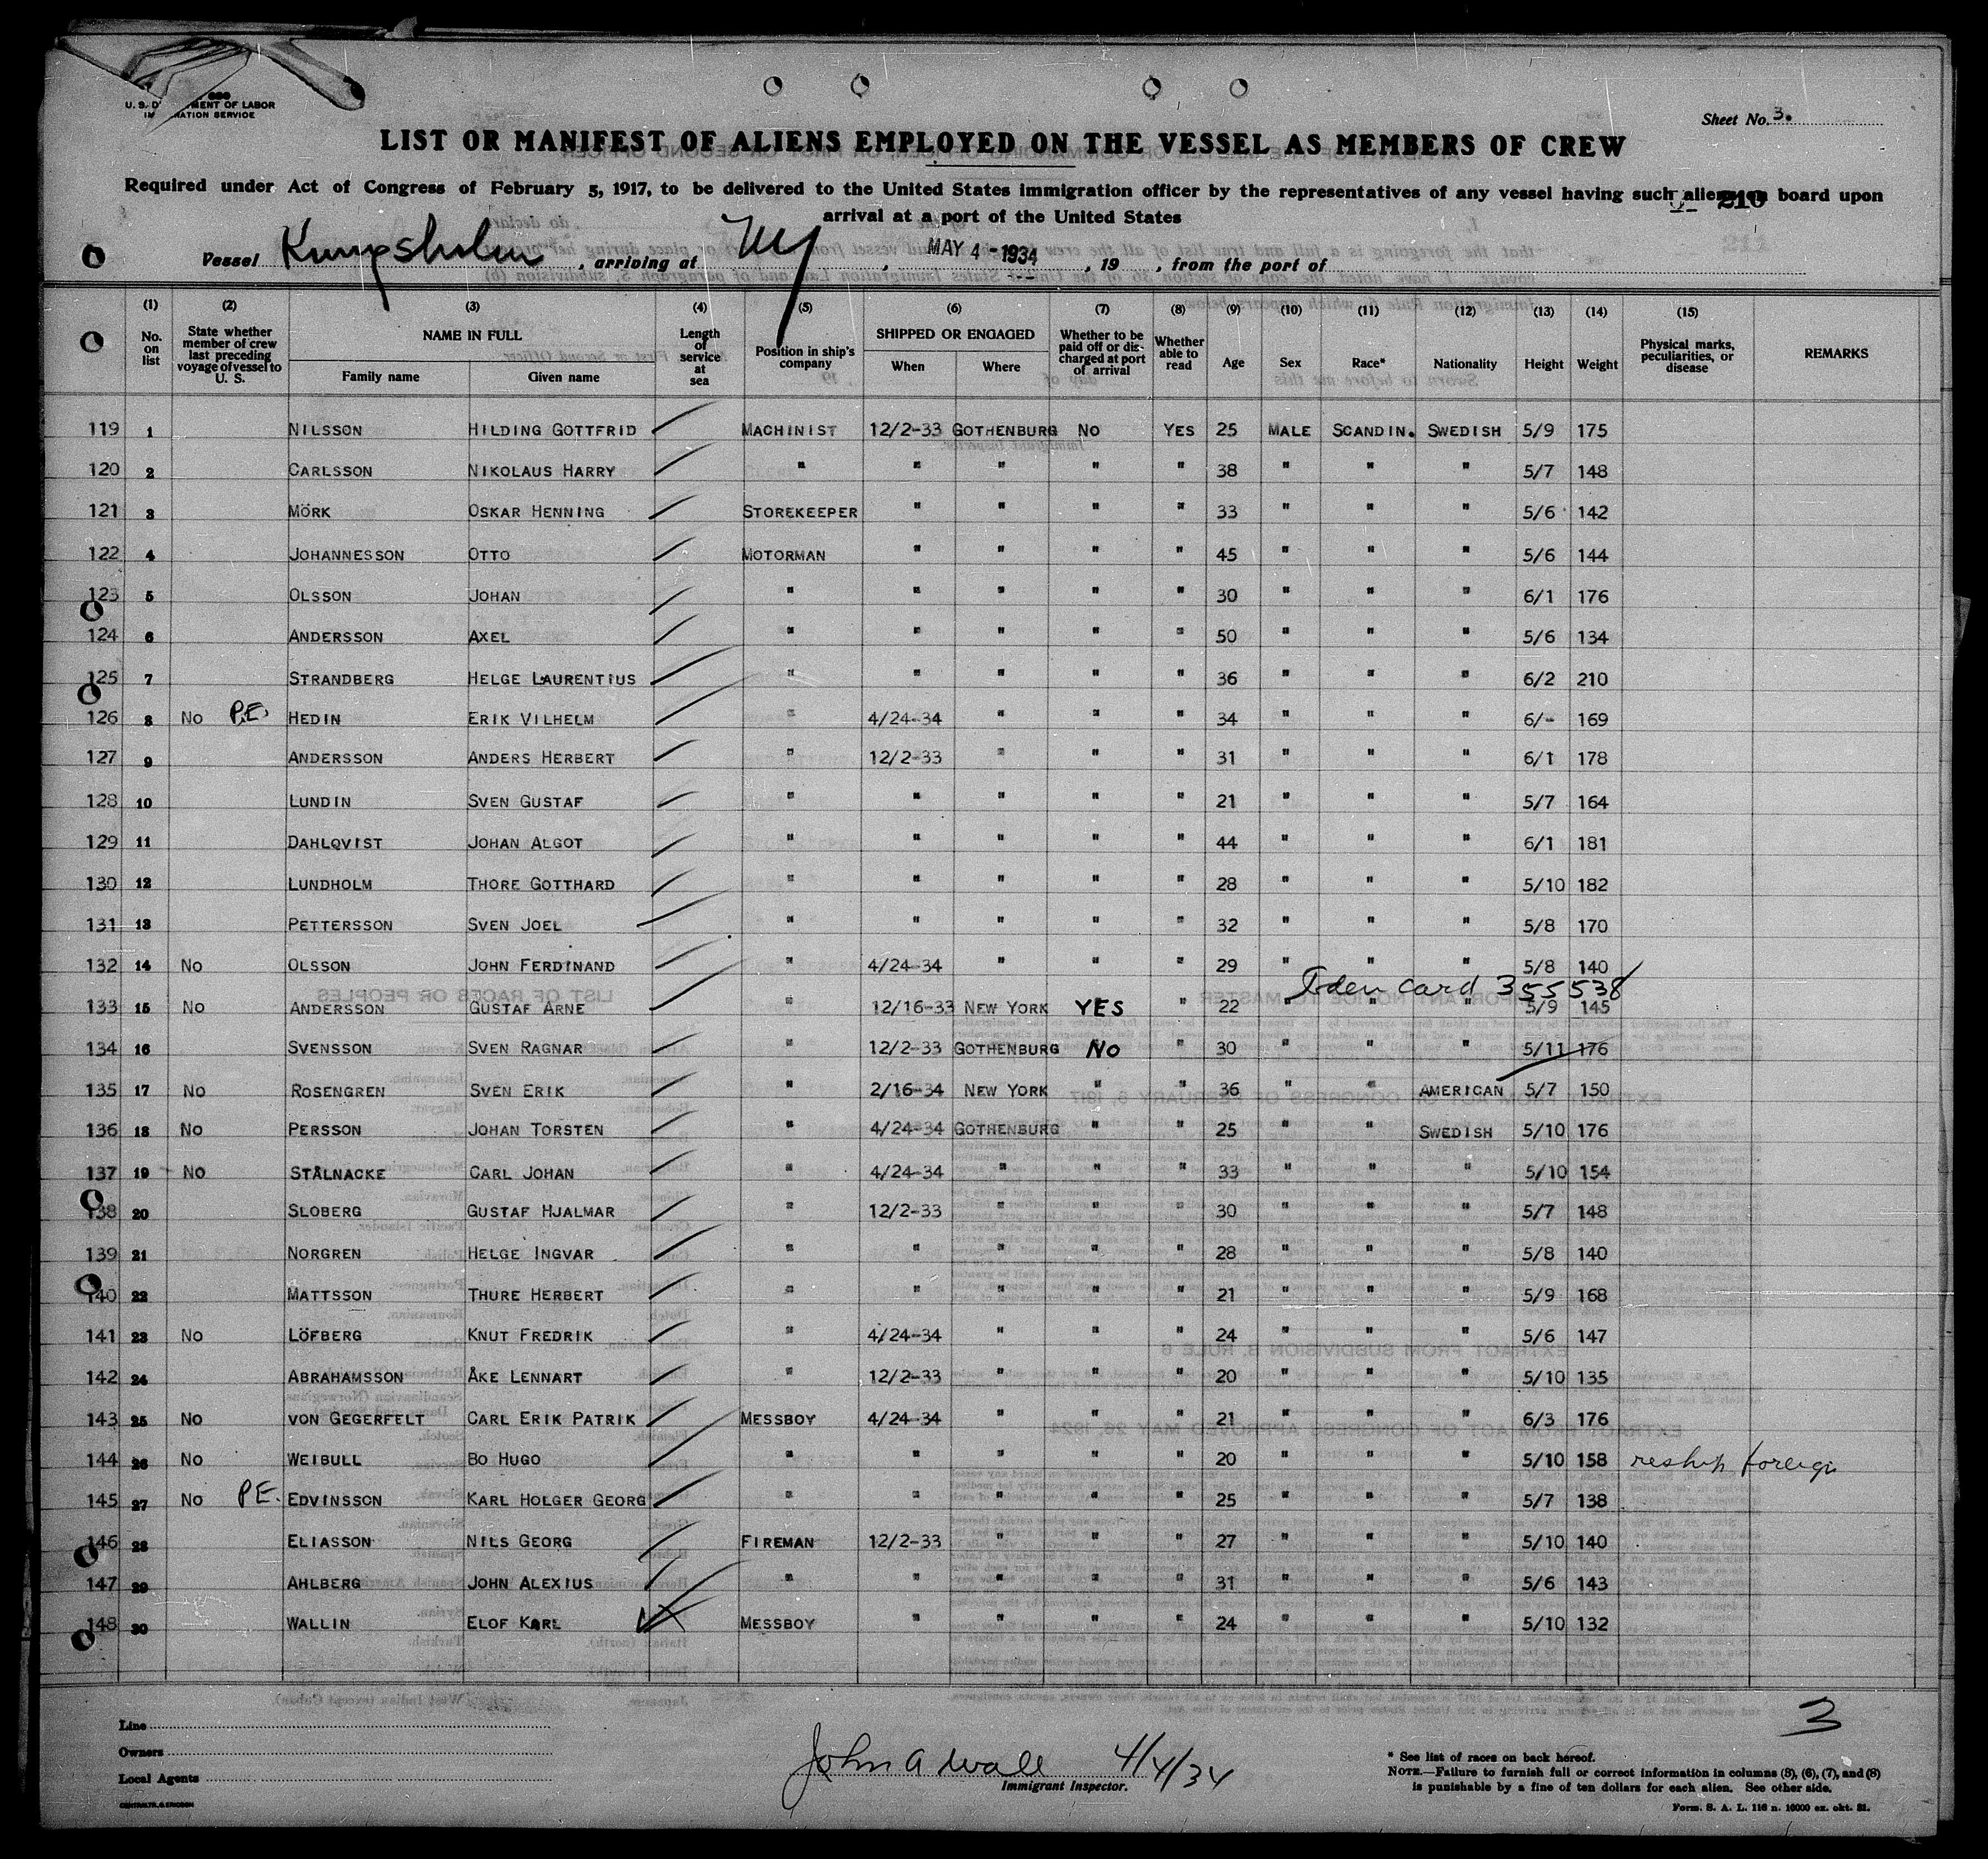 U. S. D MENT OF LABOR
IM RATION SERVICE
Sheet No. 3.
LIST OR MANIFEST OF ALIENS EMPLOYED ON THE VESSEL AS MEMBERS OF CREW
Required under Act of Congress of February 5, 1917, to be delivered to the United States immigration officer by the representatives of any vessel having such aliens on board upon
arrival at a port of the United States
210
Vessel Kungsholm, arriving at NY, MAY 4 - 1934, 19 , from the port of
(1) No. on list (2) State whether member of crew last preceding voyage of vessel to U. S. (3) NAME IN FULL Family name Given name (4) Length of service at sea (5) Position in ship's company (6) SHIPPED OR ENGAGED When Where (7) Whether to be paid off or discharged at port of arrival (8) Whether able to read (9) Age (10) Sex (11) Race* (12) Nationality (13) Height (14) Weight (15) Physical marks, peculiarities, or disease REMARKS
119 1 NILSSON HILDING GOTTFRID MACHINIST 12/2-33 GOTHENBURG NO YES 25 MALE SCANDIN. SWEDISH 5/9 175
120 2 CARLSSON NIKOLAUS HARRY " " " " " 38 " " " 5/7 148
121 3 MÖRK OSKAR HENNING STOREKEEPER " " " " 33 " " " 5/6 142
122 4 JOHANNESSON OTTO MOTORMAN " " " " 45 " " " 5/6 144
123 5 OLSSON JOHAN " " " " " 30 " " " 6/1 176
124 6 ANDERSSON AXEL " " " " " 50 " " " 5/6 134
125 7 STRANDBERG HELGE LAURENTIUS " " " " " 36 " " " 6/2 210
126 8 NO P.E. HEDIN ERIK VILHELM " 4/24-34 " " " 34 " " " 6/- 169
127 9 ANDERSSON ANDERS HERBERT " 12/2-33 " " " 31 " " " 6/1 178
128 10 LUNDIN SVEN GUSTAF " " " " " 21 " " " 5/7 164
129 11 DAHLQVIST JOHAN ALGOT " " " " " 44 " " " 6/1 181
130 12 LUNDHOLM THORE GOTTHARD " " " " " 28 " " " 5/10 182
131 13 PETTERSSON SVEN JOEL " " " " " 32 " " " 5/8 170
132 14 NO OLSSON JOHN FERDINAND " 4/24-34 " " " 29 " " " 5/8 140
Iden card 355538
133 15 NO ANDERSSON GUSTAF ARNE " 12/16-33 NEW YORK YES " 22 " " " 5/9 145
134 16 SVENSSON SVEN RAGNAR " 12/2-33 GOTHENBURG NO " 30 " " " 5/11 176
135 17 NO ROSENGREN SVEN ERIK " 2/16-34 NEW YORK " " 36 " " AMERICAN 5/7 150
136 18 NO PERSSON JOHAN TORSTEN " 4/24-34 GOTHENBURG " " 25 " " SWEDISH 5/10 176
137 19 NO STÅLNACKE CARL JOHAN " 4/24-34 " " " 33 " " " 5/10 154
138 20 SLOBERG GUSTAF HJALMAR " 12/2-33 " " " 30 " " " 5/7 148
139 21 NORGREN HELGE INGVAR " " " " " 28 " " " 5/8 140
140 22 MATTSSON THURE HERBERT " " " " " 21 " " " 5/9 168
141 23 NO LÖFBERG KNUT FREDRIK " 4/24-34 " " " 24 " " " 5/6 147
142 24 ABRAHAMSSON ÅKE LENNART " 12/2-33 " " " 20 " " " 5/10 135
143 25 NO VON GEGERFELT CARL ERIK PATRIK MESSBOY 4/24-34 " " " 21 " " " 6/3 176
144 26 NO WEIBULL BO HUGO " " " " " 20 " " " 5/10 158 reship foreign
145 27 NO P.E. EDVINSSON KARL HOLGER GEORG " " " " " 25 " " " 5/7 138
146 28 ELIASSON NILS GEORG FIREMAN 12/2-33 " " " 27 " " " 5/10 140
147 29 AHLBERG JOHN ALEXIUS " " " " " 31 " " " 5/6 143
148 30 WALLIN ELOF KARL MESSBOY " " " " 24 " " " 5/10 132
3
Line
Owners
Local Agents
John A Wall 4/4/34
Immigrant Inspector.
* See list of races on back hereof.
NOTE.—Failure to furnish full or correct information in columns (3), (6), (7), and (8)
is punishable by a fine of ten dollars for each alien. See other side.
Form. S. A. L. 116 n. 16000 ex. okt. 31.